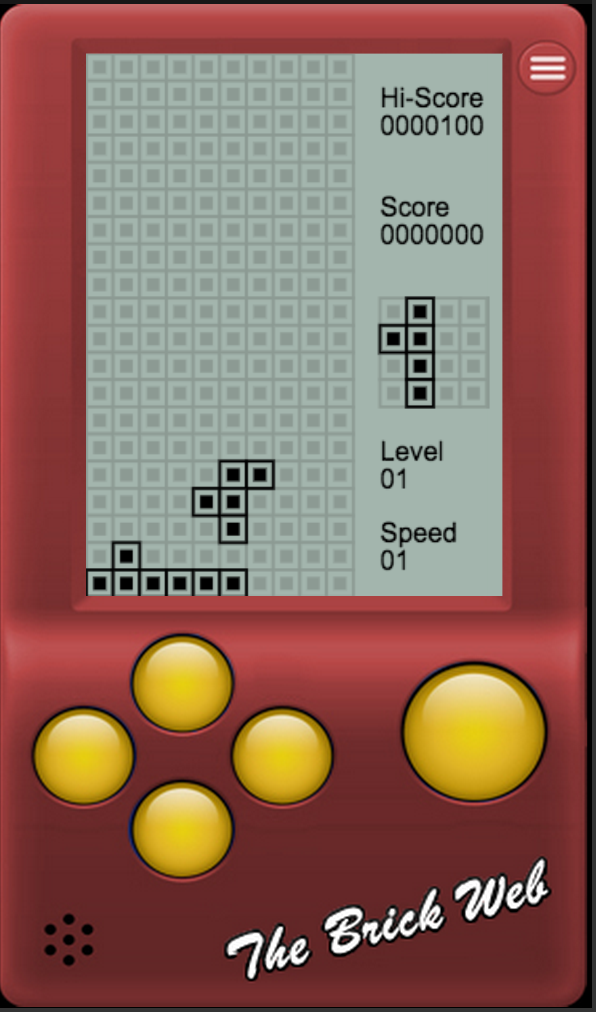 Hi-Score
0000100
Score
0000000
Level
01
Speed
01
The Brick Web